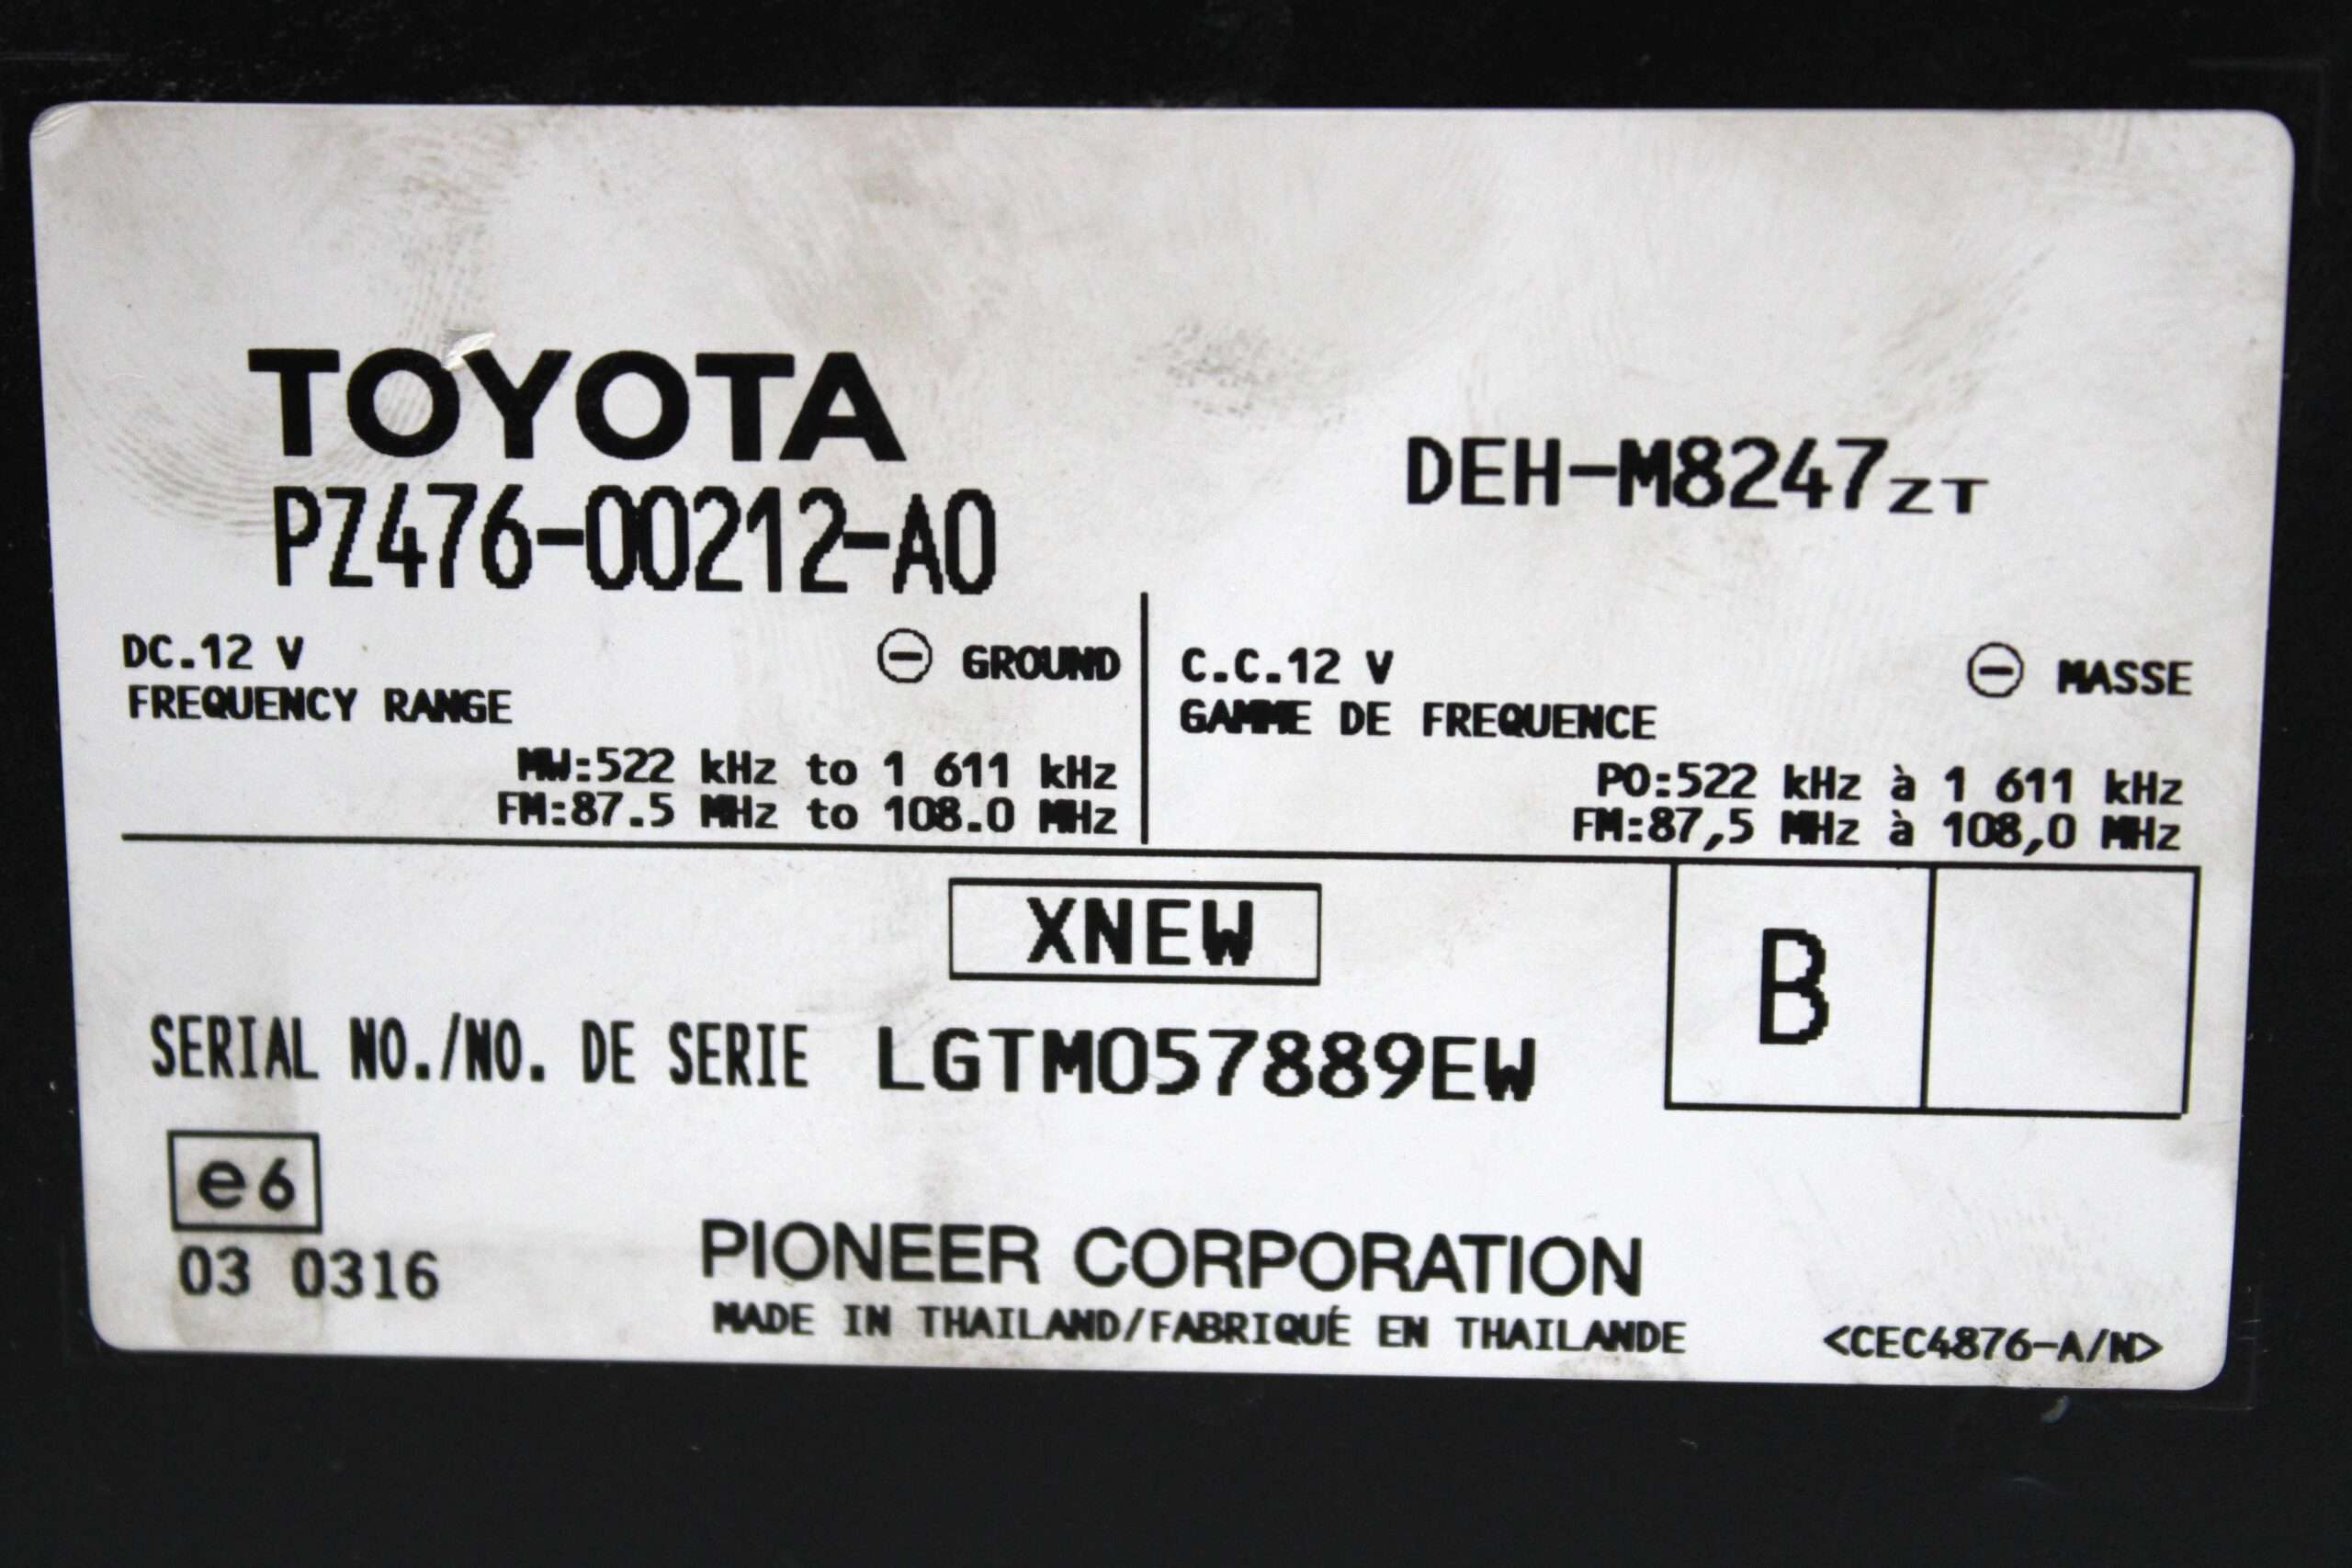 TOYOTA
PZ476-00212-A0
DEH-M8247ZT
DC.12 V ⊖ GROUND
FREQUENCY RANGE
MW:522 kHz to 1 611 kHz
FM:87.5 MHz to 108.0 MHz
C.C.12 V ⊖ MASSE
GAMME DE FREQUENCE
PO:522 kHz à 1 611 kHz
FM:87,5 MHz à 108,0 MHz
XNEW
B
SERIAL NO./NO. DE SERIE LGTM057889EW
e6
03 0316
PIONEER CORPORATION
MADE IN THAILAND/FABRIQUÉ EN THAILANDE
<CEC4876-A/N>